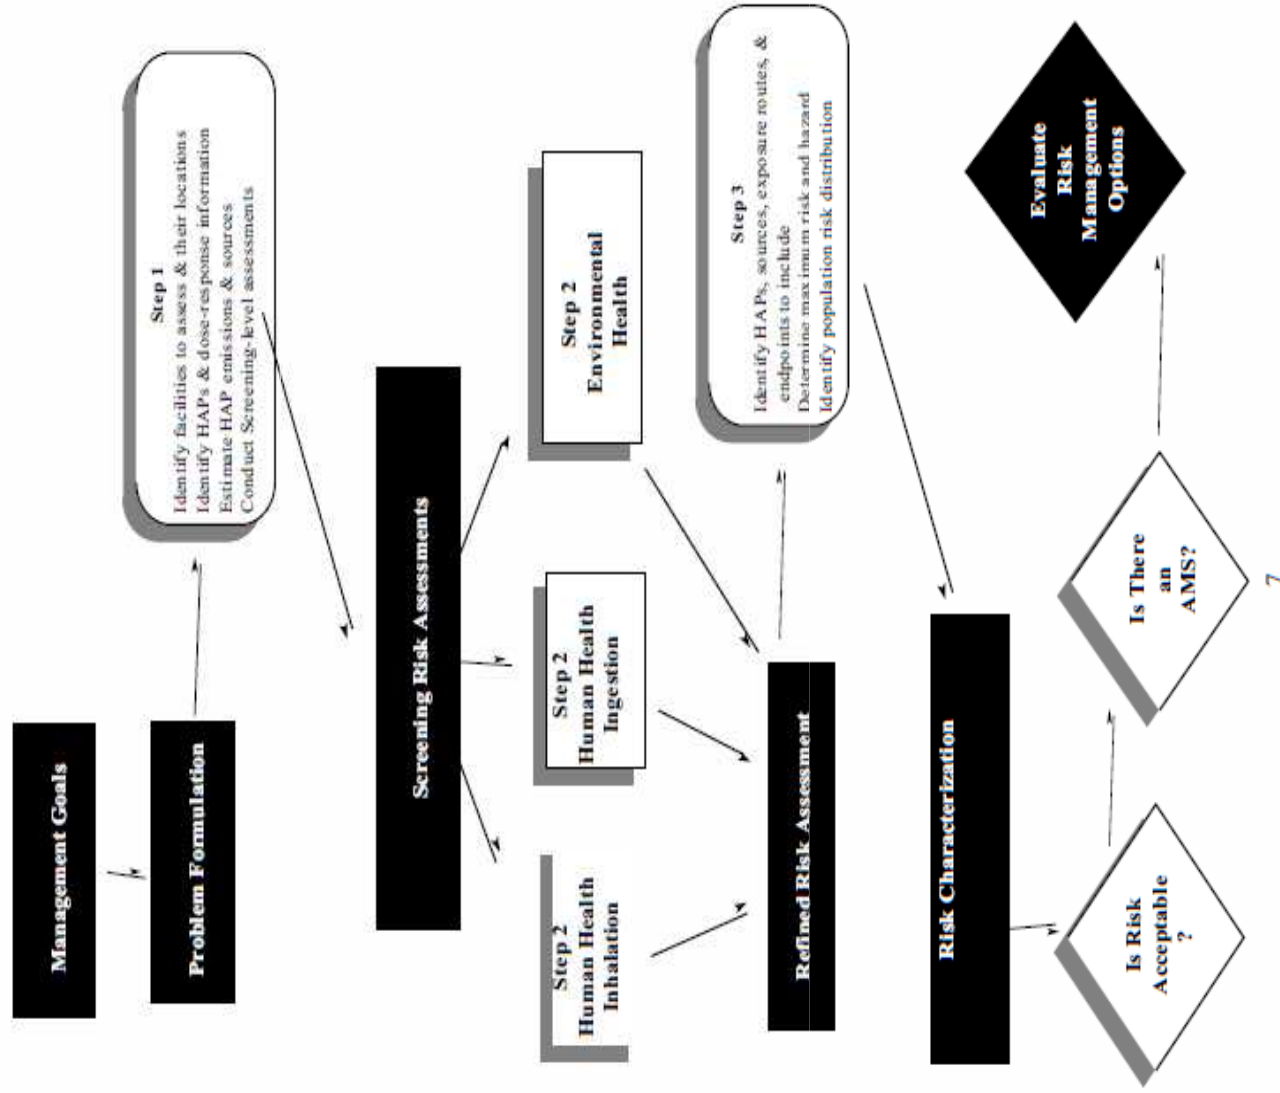 Management Goals
Problem Formulation
Step 1
Identify facilities to assess & their locations
Identify HAPs & dose-response information
Estimate HAP emissions & sources
Conduct Screening-level assessments
Screening Risk Assessments
Step 2
Human Health
Inhalation
Step 2
Human Health
Ingestion
Step 2
Environmental
Health
Refined Risk Assessment
Step 3
Identify HAPs, sources, exposure routes, &
endpoints to include
Determine maximum risk and hazard
Identify population risk distribution
Risk Characterization
Is Risk
Acceptable
?
Is There
an
AMS?
Evaluate
Risk
Management
Options
7